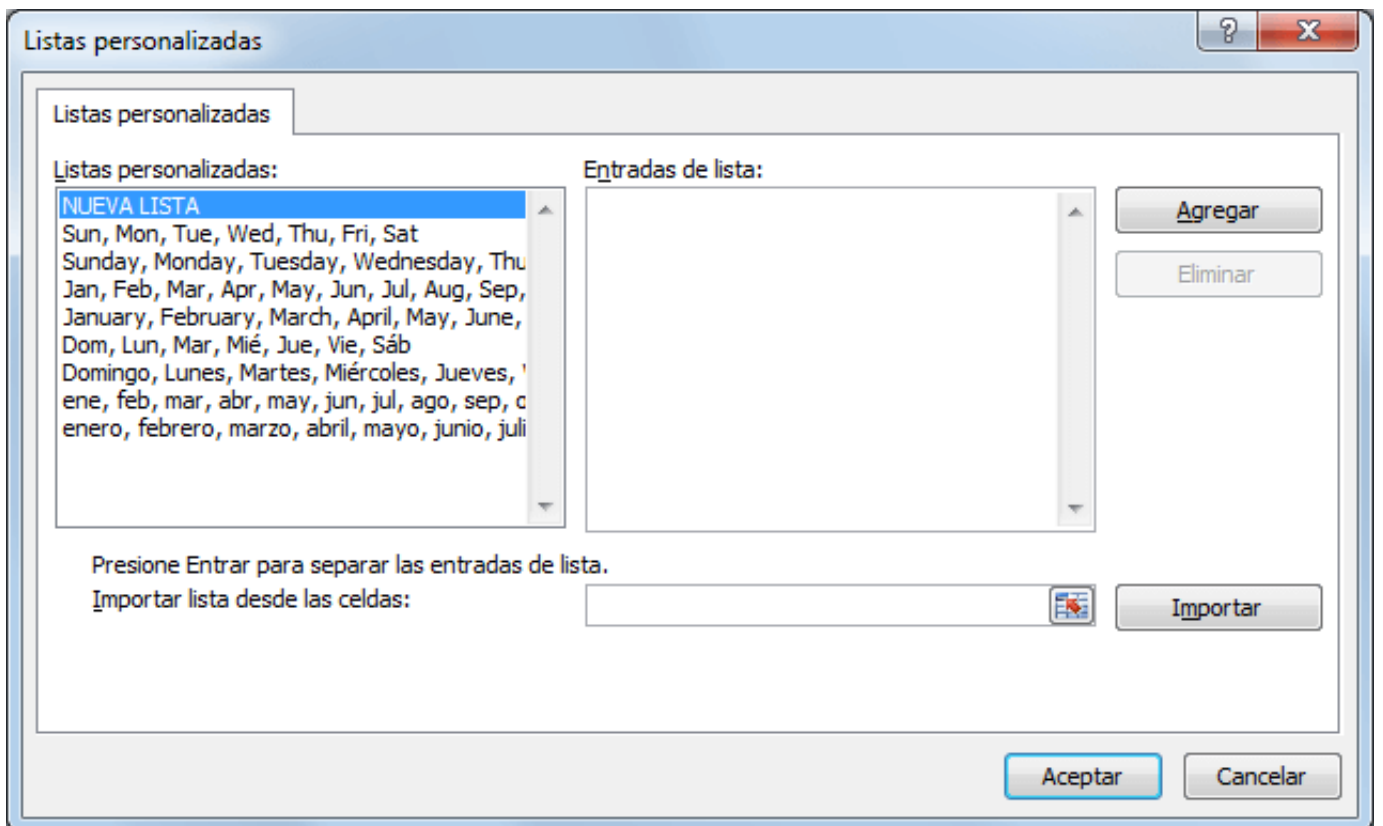 Listas personalizadas
Listas personalizadas
Listas personalizadas:
NUEVA LISTA
Sun, Mon, Tue, Wed, Thu, Fri, Sat
Sunday, Monday, Tuesday, Wednesday, Thu
Jan, Feb, Mar, Apr, May, Jun, Jul, Aug, Sep,
January, February, March, April, May, June,
Dom, Lun, Mar, Mié, Jue, Vie, Sáb
Domingo, Lunes, Martes, Miércoles, Jueves,
ene, feb, mar, abr, may, jun, jul, ago, sep,
enero, febrero, marzo, abril, mayo, junio, juli
Entradas de lista:
Agregar
Eliminar
Presione Entrar para separar las entradas de lista.
Importar lista desde las celdas:
Importar
Aceptar
Cancelar